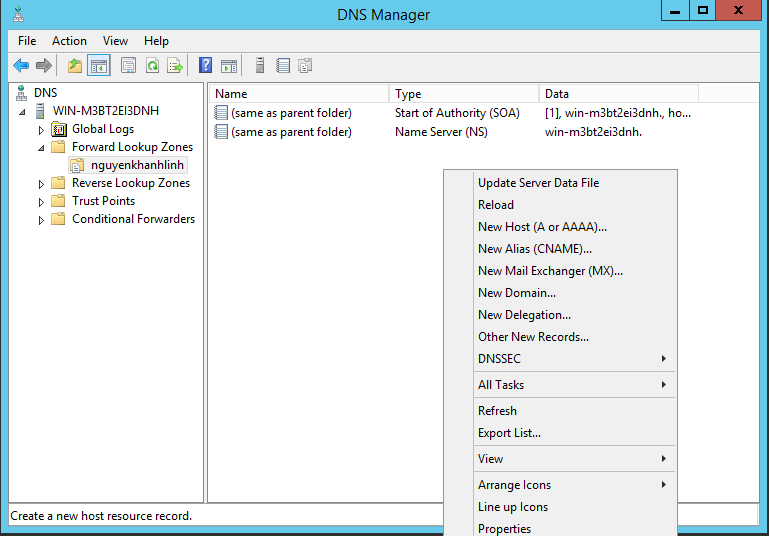 DNS Manager
File Action View Help
DNS
WIN-M3BT2EI3DNH
Global Logs
Forward Lookup Zones
nguyenkhanhlinh
Reverse Lookup Zones
Trust Points
Conditional Forwarders
Name Type Data
(same as parent folder) Start of Authority (SOA) [1], win-m3bt2ei3dnh., ho...
(same as parent folder) Name Server (NS) win-m3bt2ei3dnh.
Update Server Data File
Reload
New Host (A or AAAA)...
New Alias (CNAME)...
New Mail Exchanger (MX)...
New Domain...
New Delegation...
Other New Records...
DNSSEC
All Tasks
Refresh
Export List...
View
Arrange Icons
Line up Icons
Properties
Create a new host resource record.